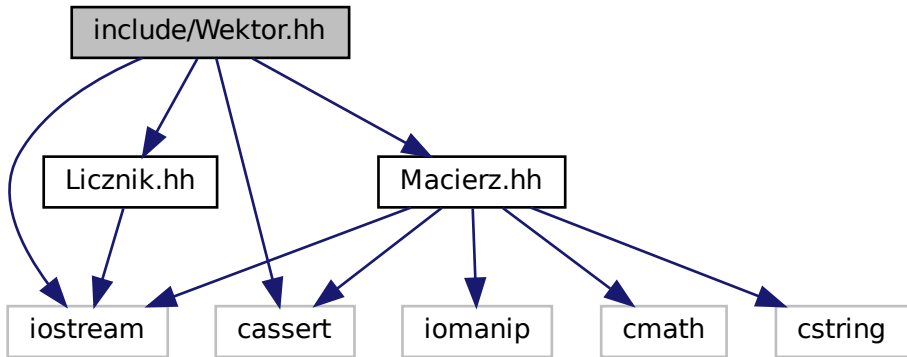 include/Wektor.hh
Licznik.hh
Macierz.hh
iostream
cassert
iomanip
cmath
cstring